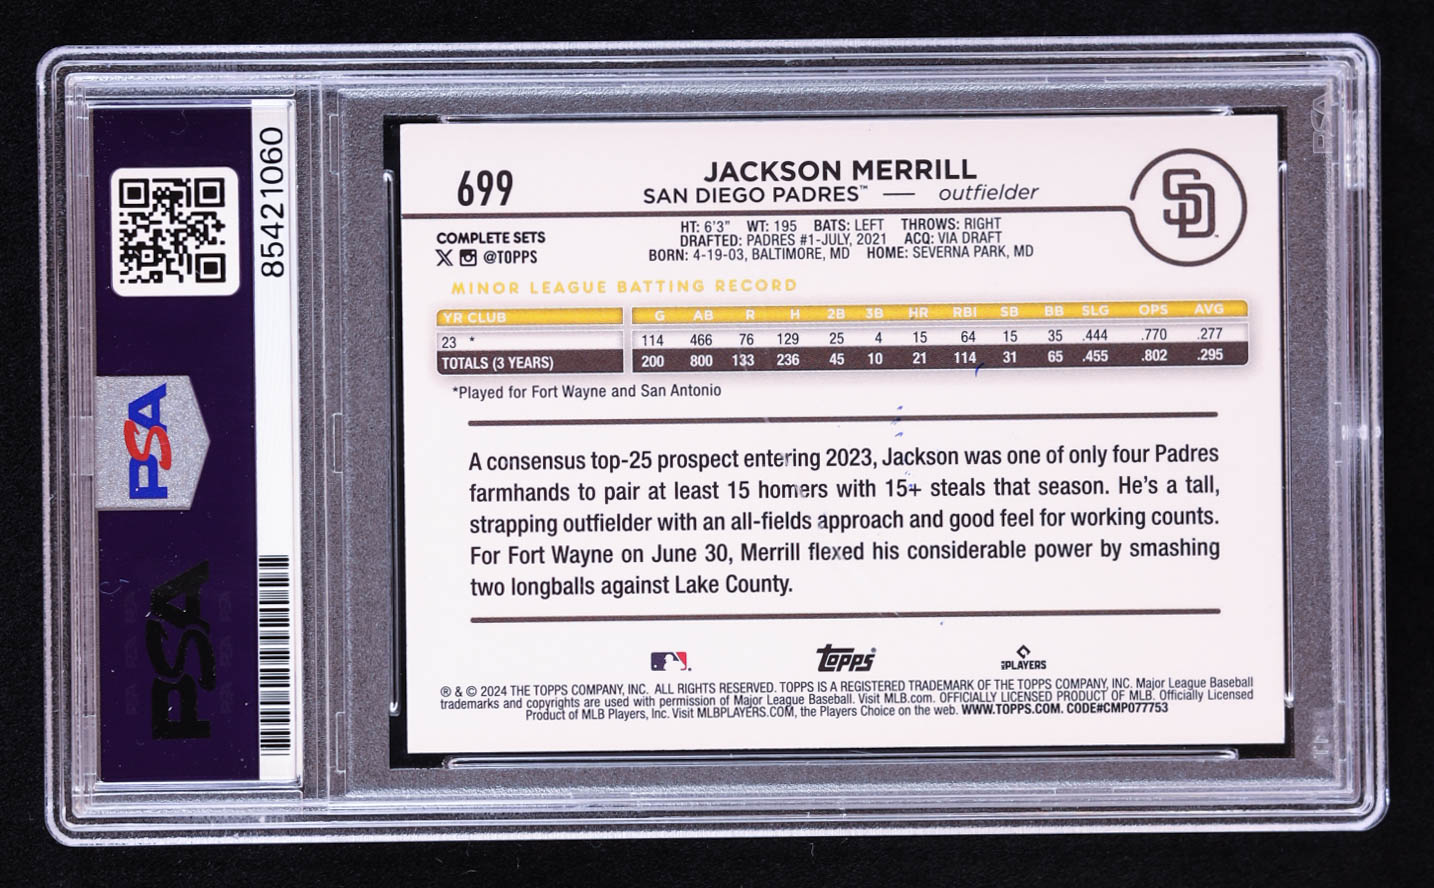 85421060
PSA
PSA
699
JACKSON MERRILL
SAN DIEGO PADRES™ — outfielder
SD
COMPLETE SETS
X @TOPPS
HT: 6'3" WT: 195 BATS: LEFT THROWS: RIGHT
DRAFTED: PADRES #1-JULY, 2021 ACQ: VIA DRAFT
BORN: 4-19-03, BALTIMORE, MD HOME: SEVERNA PARK, MD
MINOR LEAGUE BATTING RECORD
YR CLUB G AB R H 2B 3B HR RBI SB BB SLG OPS AVG
23 * 114 466 76 129 25 4 15 64 15 35 .444 .770 .277
TOTALS (3 YEARS) 200 800 133 236 45 10 21 114 31 65 .455 .802 .295
*Played for Fort Wayne and San Antonio
A consensus top-25 prospect entering 2023, Jackson was one of only four Padres
farmhands to pair at least 15 homers with 15+ steals that season. He's a tall,
strapping outfielder with an all-fields approach and good feel for working counts.
For Fort Wayne on June 30, Merrill flexed his considerable power by smashing
two longballs against Lake County.
Topps®
PLAYERS
® & © 2024 THE TOPPS COMPANY, INC. ALL RIGHTS RESERVED. TOPPS IS A REGISTERED TRADEMARK OF THE TOPPS COMPANY, INC. Major League Baseball
trademarks and copyrights are used with permission of Major League Baseball. Visit MLB.com. OFFICIALLY LICENSED PRODUCT OF MLB. Officially Licensed
Product of MLB Players, Inc. Visit MLBPLAYERS.COM, the Players Choice on the web. WWW.TOPPS.COM. CODE#CMP077753